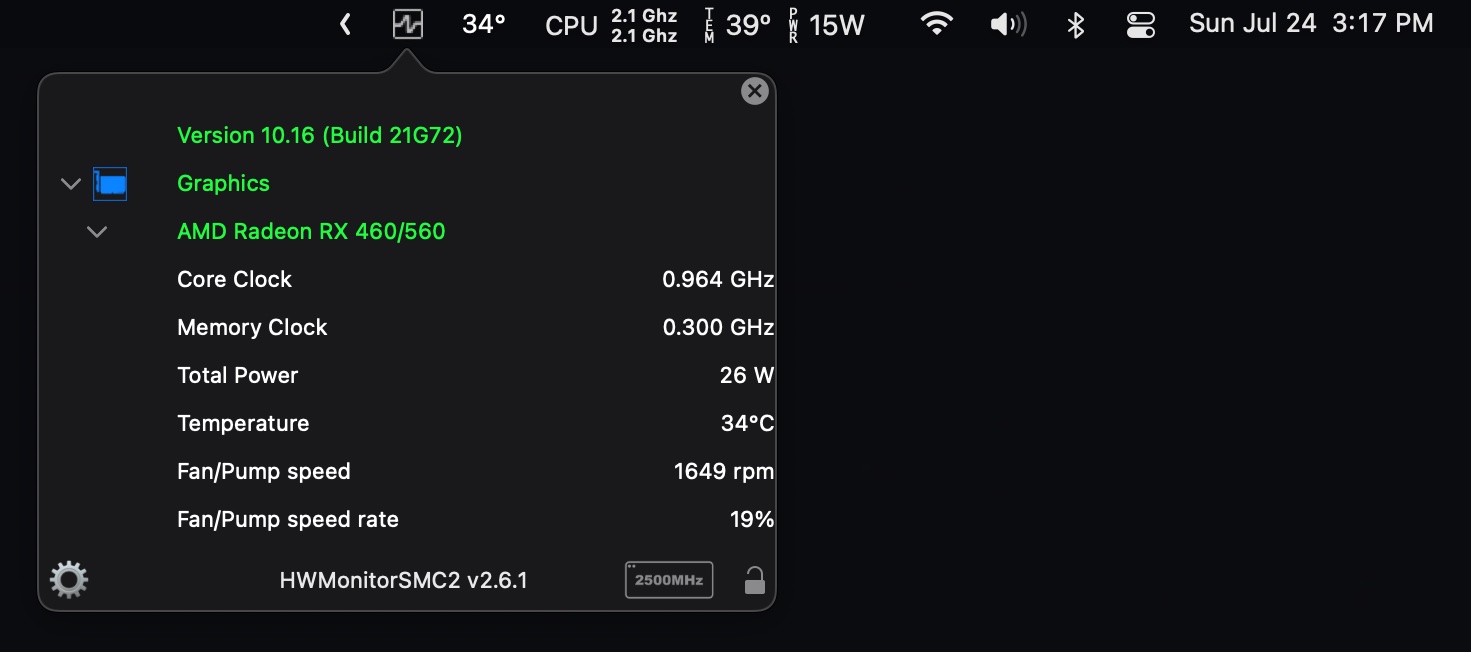 34° CPU 2.1 Ghz 2.1 Ghz TEM 39° PWR 15W Sun Jul 24 3:17 PM
Version 10.16 (Build 21G72)
Graphics
AMD Radeon RX 460/560
Core Clock 0.964 GHz
Memory Clock 0.300 GHz
Total Power 26 W
Temperature 34°C
Fan/Pump speed 1649 rpm
Fan/Pump speed rate 19%
HWMonitorSMC2 v2.6.1 2500MHz